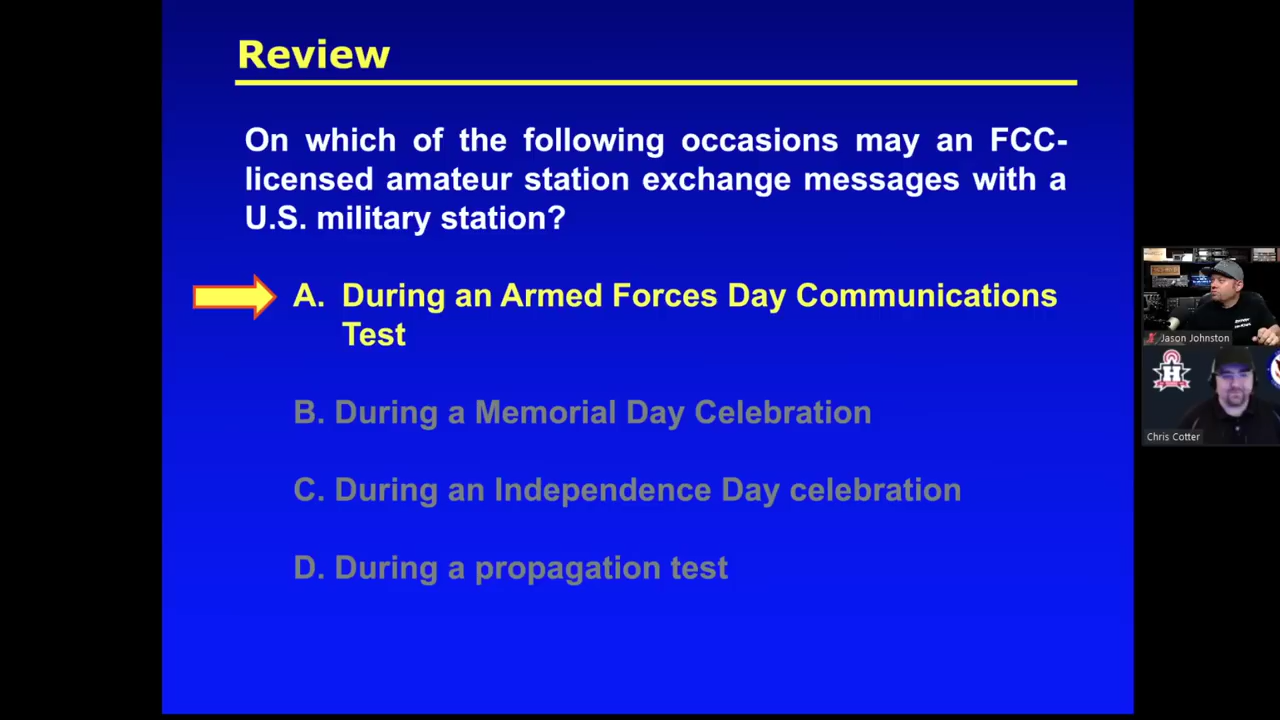 Review
On which of the following occasions may an FCC-
licensed amateur station exchange messages with a
U.S. military station?
A. During an Armed Forces Day Communications
Test
B. During a Memorial Day Celebration
C. During an Independence Day celebration
D. During a propagation test
Jason Johnston
H
Chris Cotter